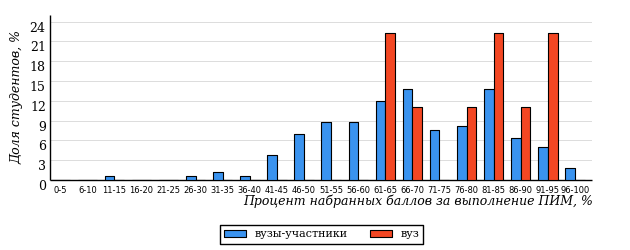 Доля студентов, %
24
21
18
15
12
9
6
3
0
0-5 6-10 11-15 16-20 21-25 26-30 31-35 36-40 41-45 46-50 51-55 56-60 61-65 66-70 71-75 76-80 81-85 86-90 91-95 96-100
Процент набранных баллов за выполнение ПИМ, %
вузы-участники вуз